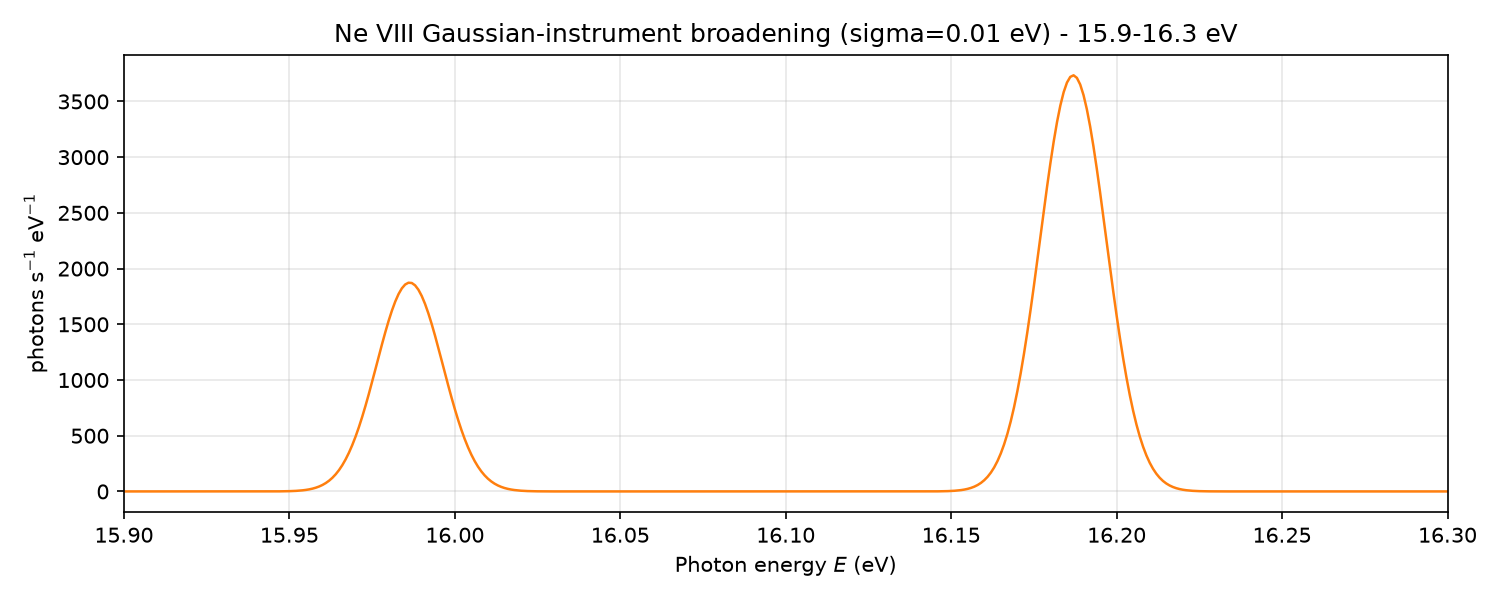 Ne VIII Gaussian-instrument broadening (sigma=0.01 eV) - 15.9-16.3 eV
photons s⁻¹ eV⁻¹
3500
3000
2500
2000
1500
1000
500
0
15.90 15.95 16.00 16.05 16.10 16.15 16.20 16.25 16.30
Photon energy E (eV)